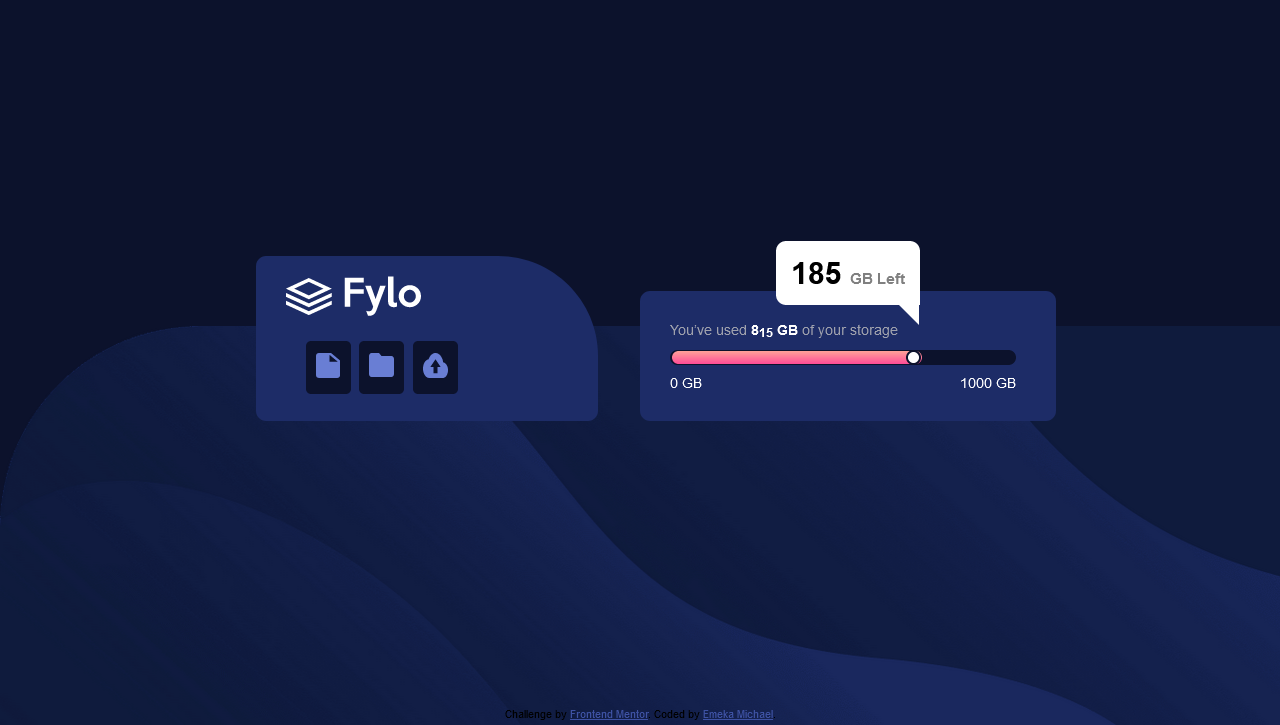 Fylo
185 GB Left
You've used 815 GB of your storage
0 GB 1000 GB
Challenge by Frontend Mentor. Coded by Emeka Michael.